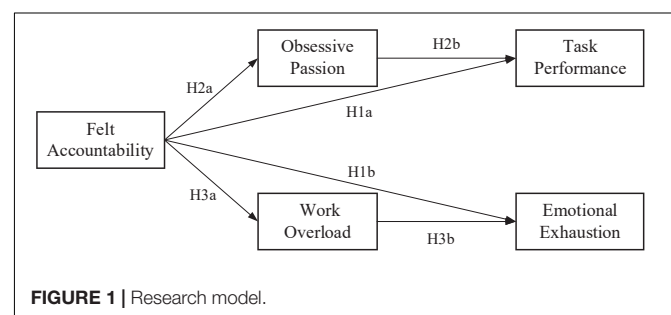 Obsessive
Passion
H2b
Task
Performance
H2a
H1a
Felt
Accountability
H1b
H3a
Work
Overload
H3b
Emotional
Exhaustion
FIGURE 1 | Research model.